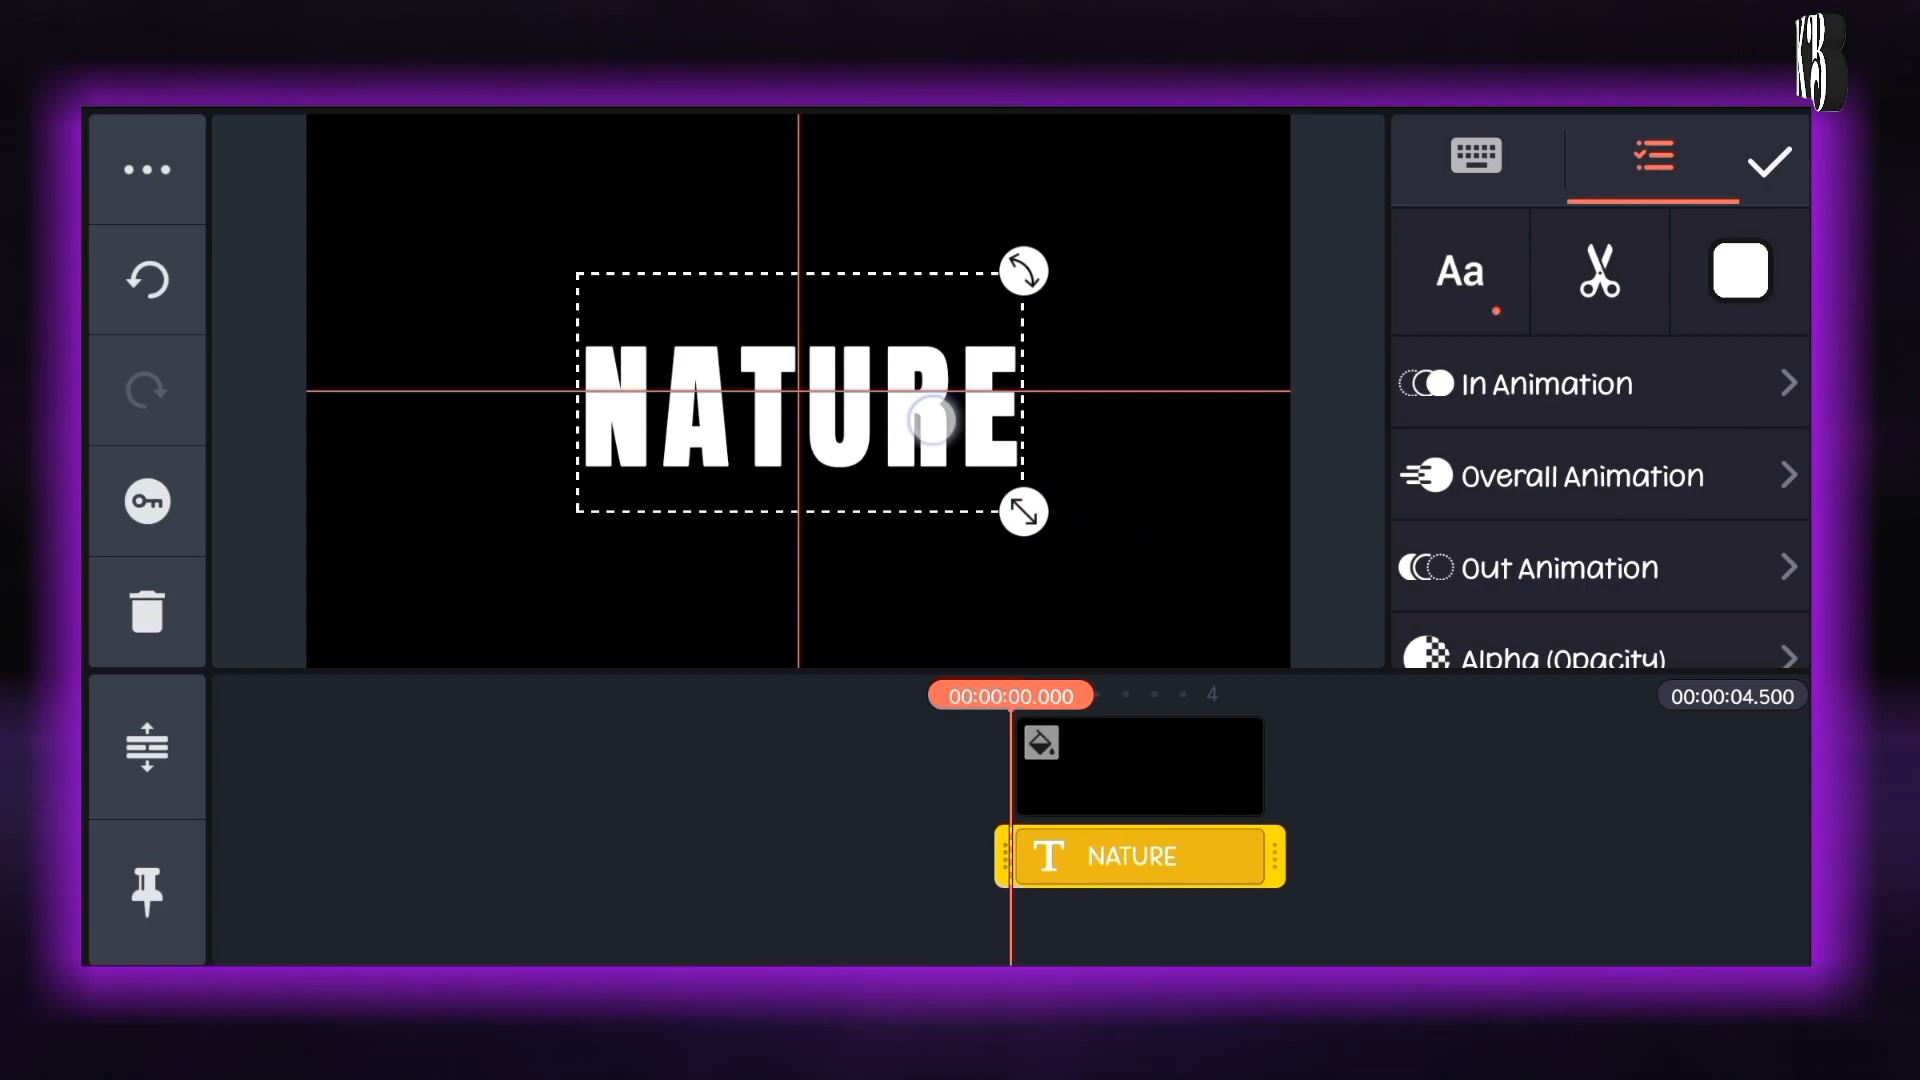 NATURE
Aa
In Animation
Overall Animation
Out Animation
Alpha (Opacity)
00:00:00.000
4
00:00:04.500
T NATURE